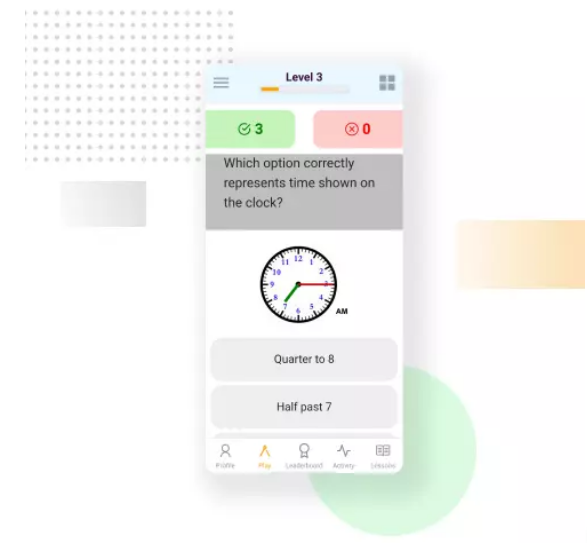 Level 3
3
0
Which option correctly
represents time shown on
the clock?
11 12 1
10 2
9 3
8 4
7 6 5
AM
Quarter to 8
Half past 7
Profile Play Leaderboard Activity Lessons